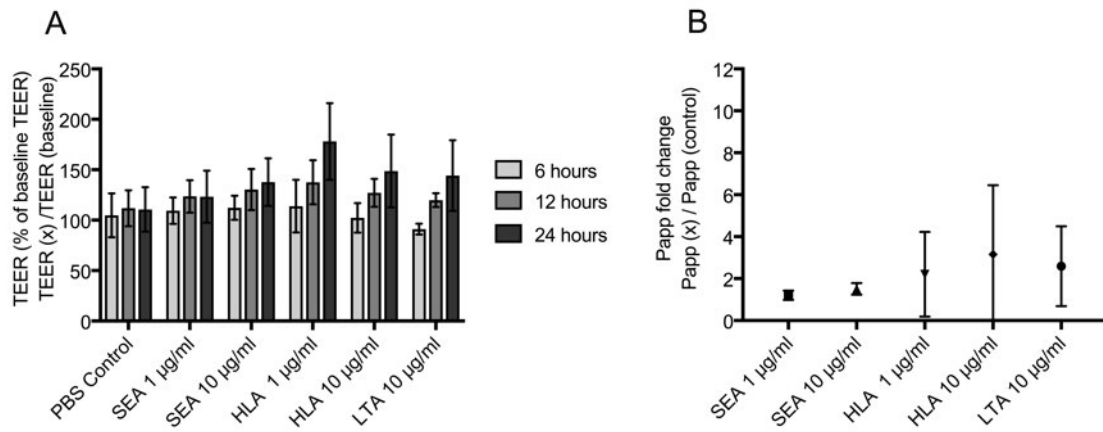 A
TEER (% of baseline TEER)
TEER (x) /TEER (baseline)
250
200
150
100
50
0
PBS Control
SEA 1 µg/ml
SEA 10 µg/ml
HLA 1 µg/ml
HLA 10 µg/ml
LTA 10 µg/ml
6 hours
12 hours
24 hours
B
Papp fold change
Papp (x) / Papp (control)
12
10
8
6
4
2
0
SEA 1 µg/ml
SEA 10 µg/ml
HLA 1 µg/ml
HLA 10 µg/ml
LTA 10 µg/ml